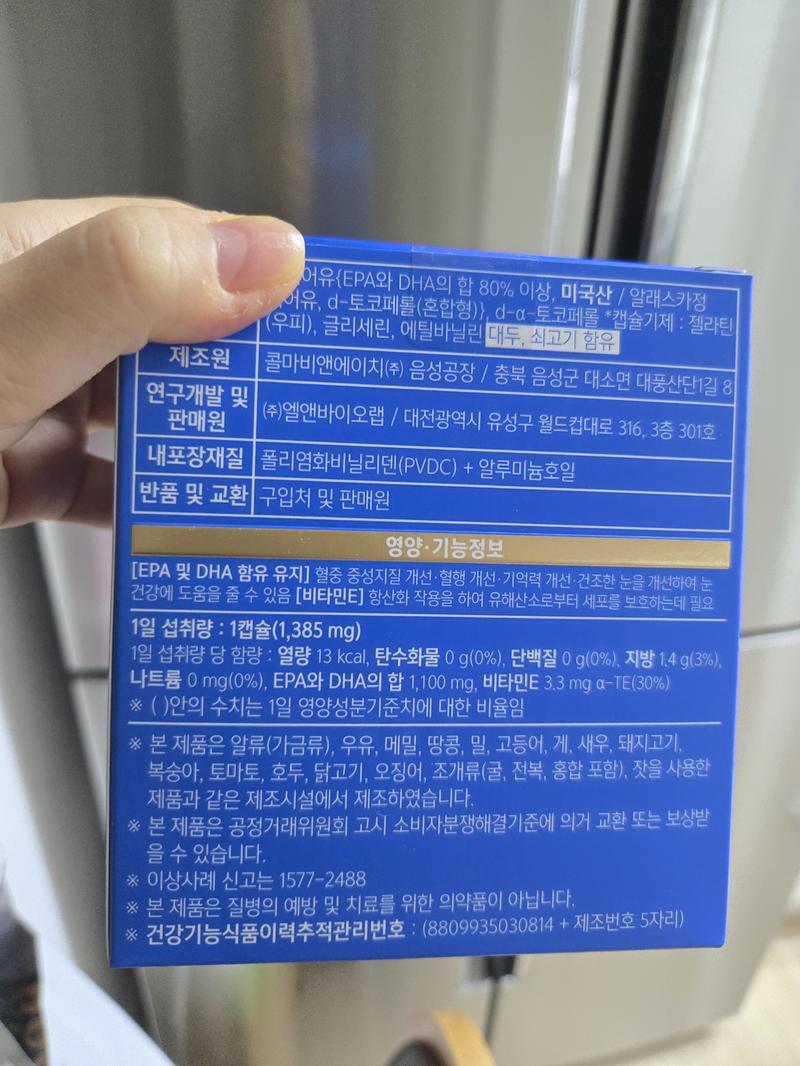 어유{EPA와 DHA의 합 80% 이상, 미국산 / 알래스카정
어유, d-토코페롤(혼합형)}, d-α-토코페롤 *캡슐기제 : 젤라틴
(우피), 글리세린, 에틸바닐린 대두, 쇠고기 함유
제조원 콜마비앤에이치㈜ 음성공장 / 충북 음성군 대소면 대풍산단1길 8
연구개발 및 판매원 ㈜엘앤바이오랩 / 대전광역시 유성구 월드컵대로 316, 3층 301호
내포장재질 폴리염화비닐리덴(PVDC) + 알루미늄호일
반품 및 교환 구입처 및 판매원
영양·기능정보
[EPA 및 DHA 함유 유지] 혈중 중성지질 개선·혈행 개선·기억력 개선·건조한 눈을 개선하여 눈
건강에 도움을 줄 수 있음 [비타민E] 항산화 작용을 하여 유해산소로부터 세포를 보호하는데 필요
1일 섭취량 : 1캡슐(1,385 mg)
1일 섭취량 당 함량 : 열량 13 kcal, 탄수화물 0 g(0%), 단백질 0 g(0%), 지방 1.4 g(3%),
나트륨 0 mg(0%), EPA와 DHA의 합 1,100 mg, 비타민E 3.3 mg α-TE(30%)
※ ( )안의 수치는 1일 영양성분기준치에 대한 비율임
※ 본 제품은 알류(가금류), 우유, 메밀, 땅콩, 밀, 고등어, 게, 새우, 돼지고기,
복숭아, 토마토, 호두, 닭고기, 오징어, 조개류(굴, 전복, 홍합 포함), 잣을 사용한
제품과 같은 제조시설에서 제조하였습니다.
※ 본 제품은 공정거래위원회 고시 소비자분쟁해결기준에 의거 교환 또는 보상받
을 수 있습니다.
※ 이상사례 신고는 1577-2488
※ 본 제품은 질병의 예방 및 치료를 위한 의약품이 아닙니다.
※ 건강기능식품이력추적관리번호 : (8809935030814 + 제조번호 5자리)